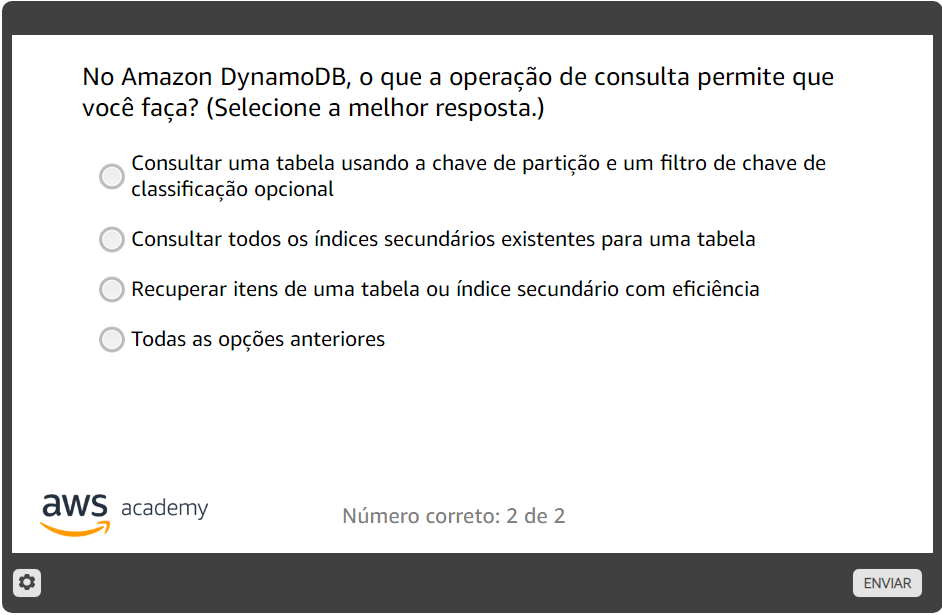 No Amazon DynamoDB, o que a operação de consulta permite que
você faça? (Selecione a melhor resposta.)
Consultar uma tabela usando a chave de partição e um filtro de chave de
classificação opcional
Consultar todos os índices secundários existentes para uma tabela
Recuperar itens de uma tabela ou índice secundário com eficiência
Todas as opções anteriores
aws academy
Número correto: 2 de 2
ENVIAR